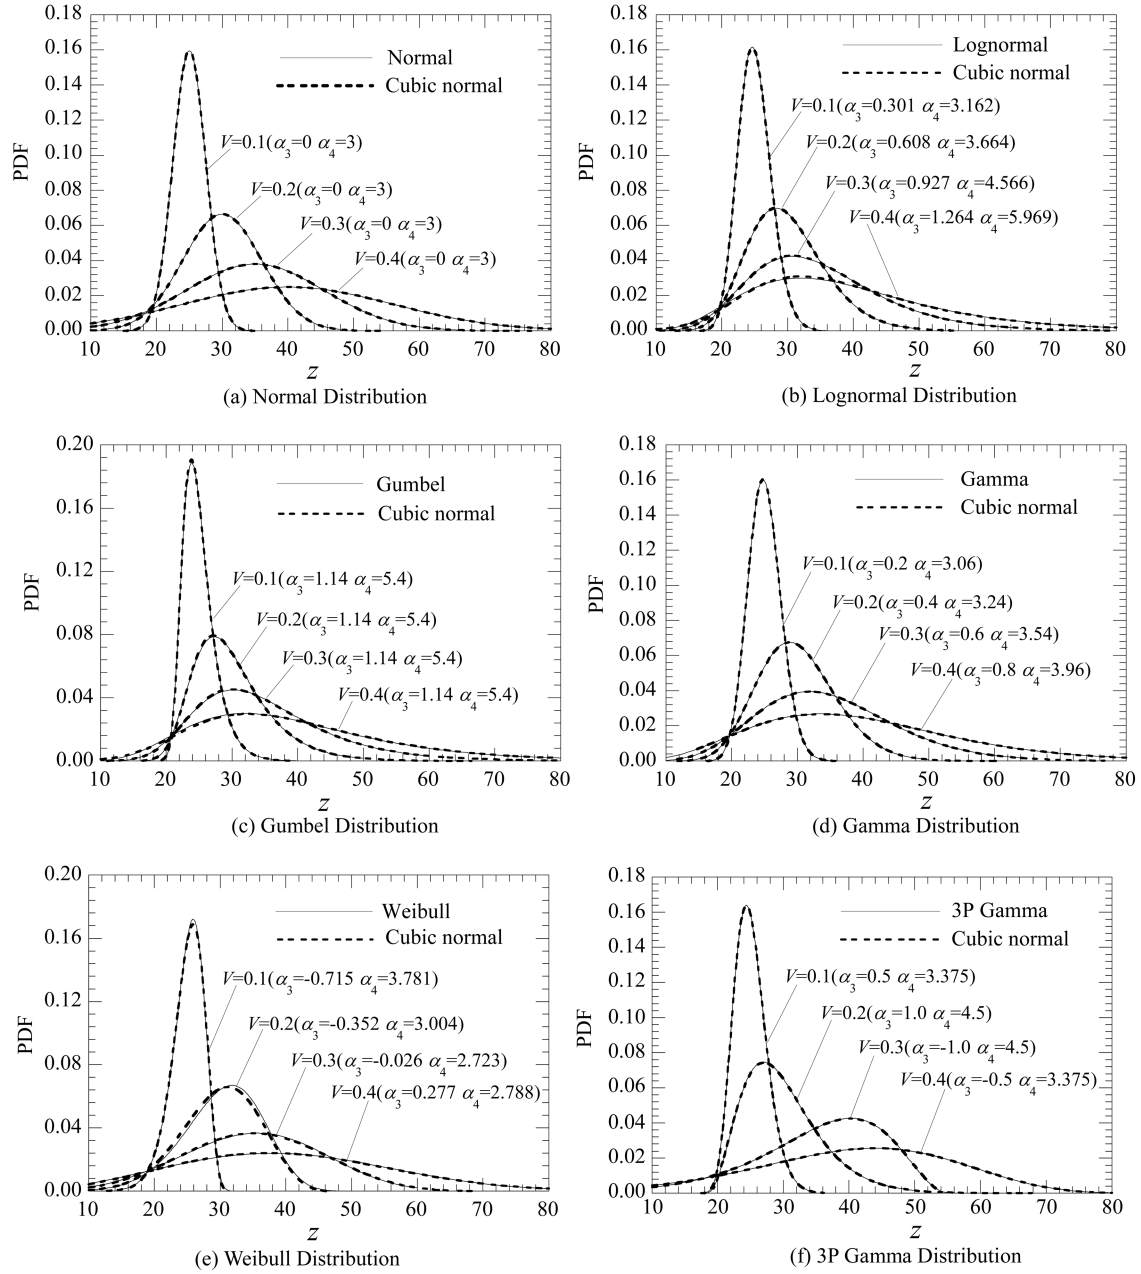 0.18
0.16
0.14
0.12
0.10
0.08
0.06
0.04
0.02
0.00
PDF
Normal
Cubic normal
V=0.1(α3=0 α4=3)
V=0.2(α3=0 α4=3)
V=0.3(α3=0 α4=3)
V=0.4(α3=0 α4=3)
10 20 30 40 50 60 70 80
z
(a) Normal Distribution
0.18
0.16
0.14
0.12
0.10
0.08
0.06
0.04
0.02
0.00
PDF
Lognormal
Cubic normal
V=0.1(α3=0.301 α4=3.162)
V=0.2(α3=0.608 α4=3.664)
V=0.3(α3=0.927 α4=4.566)
V=0.4(α3=1.264 α4=5.969)
10 20 30 40 50 60 70 80
z
(b) Lognormal Distribution
0.20
0.16
0.12
0.08
0.04
0.00
PDF
Gumbel
Cubic normal
V=0.1(α3=1.14 α4=5.4)
V=0.2(α3=1.14 α4=5.4)
V=0.3(α3=1.14 α4=5.4)
V=0.4(α3=1.14 α4=5.4)
10 20 30 40 50 60 70 80
z
(c) Gumbel Distribution
0.18
0.16
0.14
0.12
0.10
0.08
0.06
0.04
0.02
0.00
PDF
Gamma
Cubic normal
V=0.1(α3=0.2 α4=3.06)
V=0.2(α3=0.4 α4=3.24)
V=0.3(α3=0.6 α4=3.54)
V=0.4(α3=0.8 α4=3.96)
10 20 30 40 50 60 70 80
z
(d) Gamma Distribution
0.20
0.16
0.12
0.08
0.04
0.00
PDF
Weibull
Cubic normal
V=0.1(α3=-0.715 α4=3.781)
V=0.2(α3=-0.352 α4=3.004)
V=0.3(α3=-0.026 α4=2.723)
V=0.4(α3=0.277 α4=2.788)
10 20 30 40 50 60 70 80
z
(e) Weibull Distribution
0.18
0.16
0.14
0.12
0.10
0.08
0.06
0.04
0.02
0.00
PDF
3P Gamma
Cubic normal
V=0.1(α3=0.5 α4=3.375)
V=0.2(α3=1.0 α4=4.5)
V=0.3(α3=-1.0 α4=4.5)
V=0.4(α3=-0.5 α4=3.375)
10 20 30 40 50 60 70 80
z
(f) 3P Gamma Distribution